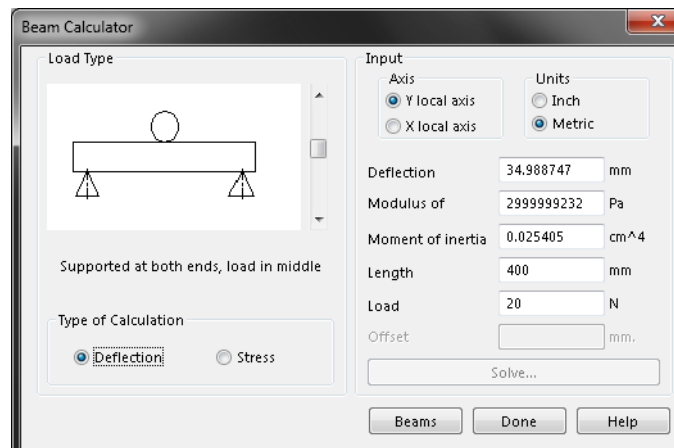 Beam Calculator
Load Type
Supported at both ends, load in middle
Type of Calculation
Deflection Stress
Input
Axis
Y local axis
X local axis
Units
Inch
Metric
Deflection 34.988747 mm
Modulus of 2999999232 Pa
Moment of inertia 0.025405 cm^4
Length 400 mm
Load 20 N
Offset mm.
Solve...
Beams Done Help